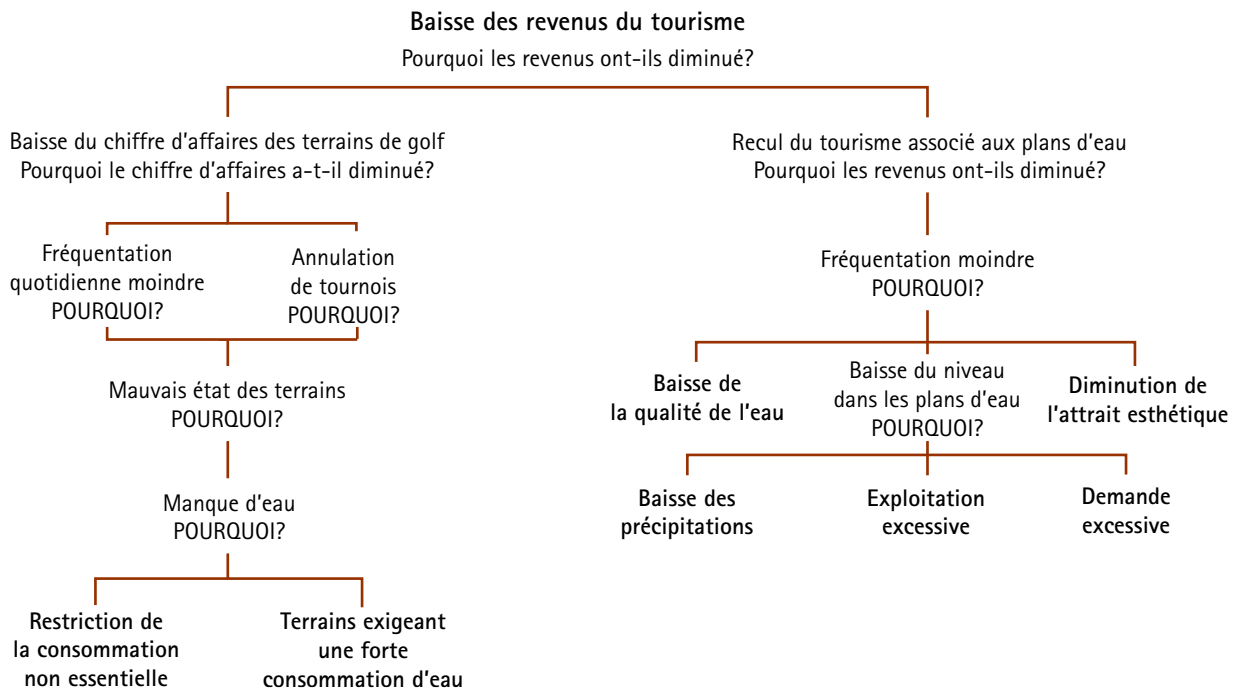 Baisse des revenus du tourisme
Pourquoi les revenus ont-ils diminué?
Baisse du chiffre d'affaires des terrains de golf
Pourquoi le chiffre d'affaires a-t-il diminué?
Recul du tourisme associé aux plans d'eau
Pourquoi les revenus ont-ils diminué?
Fréquentation
quotidienne moindre
POURQUOI?
Annulation
de tournois
POURQUOI?
Fréquentation moindre
POURQUOI?
Mauvais état des terrains
POURQUOI?
Baisse de
la qualité de l'eau
Baisse du niveau
dans les plans d'eau
POURQUOI?
Diminution de
l'attrait esthétique
Manque d'eau
POURQUOI?
Baisse des
précipitations
Exploitation
excessive
Demande
excessive
Restriction de
la consommation
non essentielle
Terrains exigeant
une forte
consommation d'eau